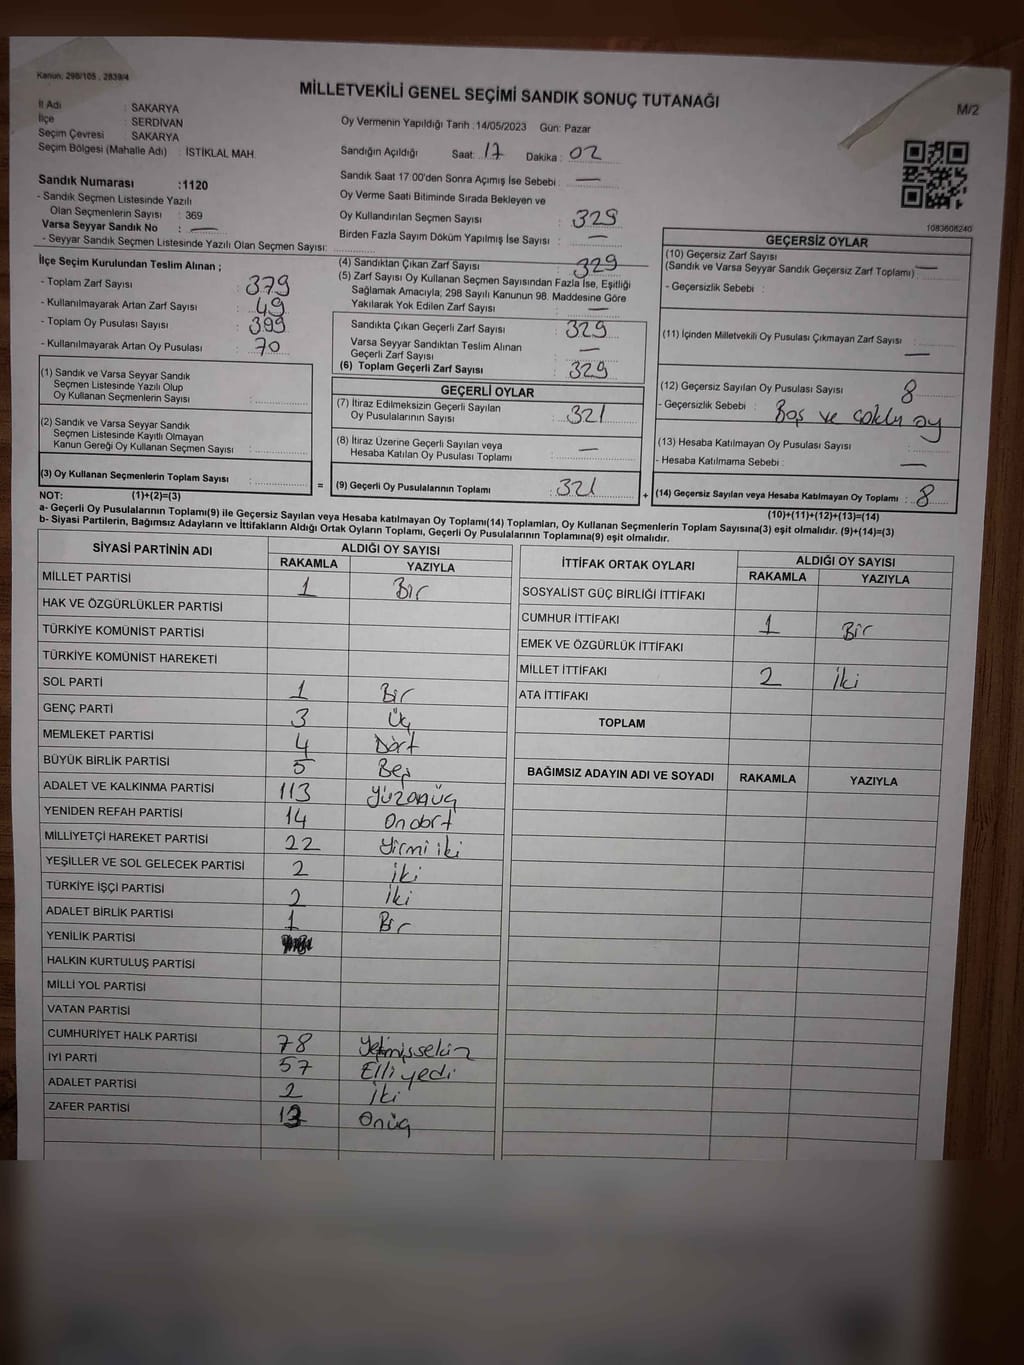 Kanun, 298/105 , 2839/4
MİLLETVEKİLİ GENEL SEÇİMİ SANDIK SONUÇ TUTANAĞI
M/2
İl Adı : SAKARYA
İlçe : SERDİVAN
Seçim Çevresi : SAKARYA
Seçim Bölgesi (Mahalle Adı) : İSTİKLAL MAH.
Sandık Numarası :1120
- Sandık Seçmen Listesinde Yazılı
Olan Seçmenlerin Sayısı : 369
Varsa Seyyar Sandık No : —
- Seyyar Sandık Seçmen Listesinde Yazılı Olan Seçmen Sayısı:
Oy Vermenin Yapıldığı Tarih :14/05/2023 Gün: Pazar
Sandığın Açıldığı Saat: 17 Dakika : 02
Sandık Saat 17:00'den Sonra Açımış İse Sebebi : —
Oy Verme Saati Bitiminde Sırada Bekleyen ve
Oy Kullandırılan Seçmen Sayısı : 329
Birden Fazla Sayım Döküm Yapılmış İse Sayısı : —
1083608240
İlçe Seçim Kurulundan Teslim Alınan ;
- Toplam Zarf Sayısı : 379
- Kullanılmayarak Artan Zarf Sayısı : 49
- Toplam Oy Pusulası Sayısı : 399
- Kullanılmayarak Artan Oy Pusulası : 70
(1) Sandık ve Varsa Seyyar Sandık
Seçmen Listesinde Yazılı Olup
Oy Kullanan Seçmenlerin Sayısı :
(2) Sandık ve Varsa Seyyar Sandık
Seçmen Listesinde Kayıtlı Olmayan
Kanun Gereği Oy Kullanan Seçmen Sayısı :
(3) Oy Kullanan Seçmenlerin Toplam Sayısı :
(4) Sandıktan Çıkan Zarf Sayısı : 329
(5) Zarf Sayısı Oy Kullanan Seçmen Sayısından Fazla İse, Eşitliği
Sağlamak Amacıyla; 298 Sayılı Kanunun 98. Maddesine Göre
Yakılarak Yok Edilen Zarf Sayısı : —
Sandıkta Çıkan Geçerli Zarf Sayısı : 329
Varsa Seyyar Sandıktan Teslim Alınan
Geçerli Zarf Sayısı : —
(6) Toplam Geçerli Zarf Sayısı : 329
GEÇERLİ OYLAR
(7) İtiraz Edilmeksizin Geçerli Sayılan
Oy Pusulalarının Sayısı : 321
(8) İtiraz Üzerine Geçerli Sayılan veya
Hesaba Katılan Oy Pusulası Toplamı : —
= (9) Geçerli Oy Pusulalarının Toplamı : 321
GEÇERSİZ OYLAR
(10) Geçersiz Zarf Sayısı
(Sandık ve Varsa Seyyar Sandık Geçersiz Zarf Toplamı) : —
- Geçersizlik Sebebi :
(11) İçinden Milletvekili Oy Pusulası Çıkmayan Zarf Sayısı : —
(12) Geçersiz Sayılan Oy Pusulası Sayısı : 8
- Geçersizlik Sebebi : Boş ve çoklu oy
(13) Hesaba Katılmayan Oy Pusulası Sayısı :
- Hesaba Katılmama Sebebi : —
+ (14) Geçersiz Sayılan veya Hesaba Katılmayan Oy Toplamı : 8
NOT: (1)+(2)=(3)
(10)+(11)+(12)+(13)=(14)
a- Geçerli Oy Pusulalarının Toplamı(9) ile Geçersiz Sayılan veya Hesaba katılmayan Oy Toplamı(14) Toplamları, Oy Kullanan Seçmenlerin Toplam Sayısına(3) eşit olmalıdır. (9)+(14)=(3)
b- Siyasi Partilerin, Bağımsız Adayların ve İttifakların Aldığı Ortak Oyların Toplamı, Geçerli Oy Pusulalarının Toplamına(9) eşit olmalıdır.
SİYASİ PARTİNİN ADI ALDIĞI OY SAYISI
RAKAMLA YAZIYLA
MİLLET PARTİSİ 1 Bir
HAK VE ÖZGÜRLÜKLER PARTİSİ
TÜRKİYE KOMÜNİST PARTİSİ
TÜRKİYE KOMÜNİST HAREKETİ
SOL PARTİ 1 Bir
GENÇ PARTİ 3 Üç
MEMLEKET PARTİSİ 4 Dört
BÜYÜK BİRLİK PARTİSİ 5 Beş
ADALET VE KALKINMA PARTİSİ 113 Yüzonüç
YENİDEN REFAH PARTİSİ 14 Ondört
MİLLİYETÇİ HAREKET PARTİSİ 22 Yirmi iki
YEŞİLLER VE SOL GELECEK PARTİSİ 2 iki
TÜRKİYE İŞÇİ PARTİSİ 2 iki
ADALET BİRLİK PARTİSİ 1 Bir
YENİLİK PARTİSİ
HALKIN KURTULUŞ PARTİSİ
MİLLİ YOL PARTİSİ
VATAN PARTİSİ
CUMHURİYET HALK PARTİSİ 78 Yetmişsekiz
İYİ PARTİ 57 Elli yedi
ADALET PARTİSİ 2 iki
ZAFER PARTİSİ 13 Onüç
İTTİFAK ORTAK OYLARI ALDIĞI OY SAYISI
RAKAMLA YAZIYLA
SOSYALİST GÜÇ BİRLİĞİ İTTİFAKI
CUMHUR İTTİFAKI 1 Bir
EMEK VE ÖZGÜRLÜK İTTİFAKI
MİLLET İTTİFAKI 2 iki
ATA İTTİFAKI
TOPLAM
BAĞIMSIZ ADAYIN ADI VE SOYADI RAKAMLA YAZIYLA